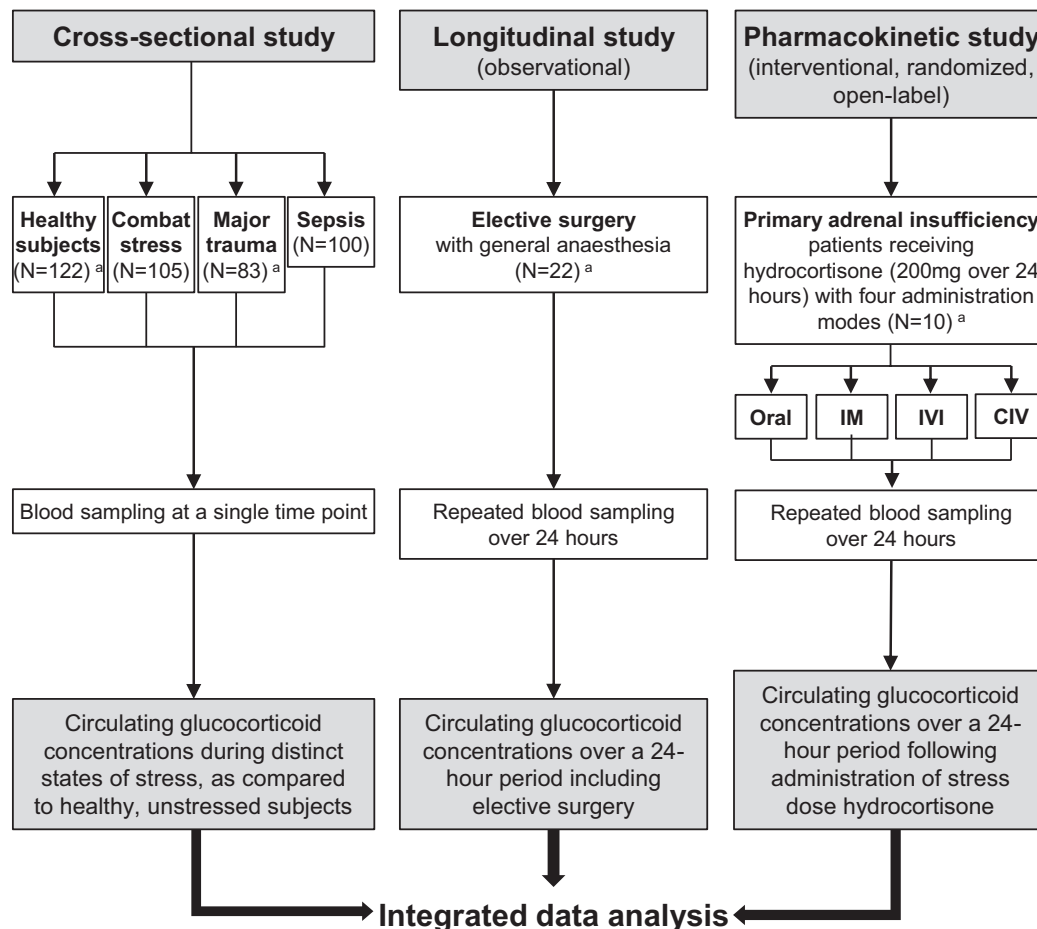 Cross-sectional study
Healthy
subjects
(N=122) a
Combat
stress
(N=105)
Major
trauma
(N=83) a
Sepsis
(N=100)
Blood sampling at a single time point
Circulating glucocorticoid
concentrations during distinct
states of stress, as compared
to healthy, unstressed subjects
Longitudinal study
(observational)
Elective surgery
with general anaesthesia
(N=22) a
Repeated blood sampling
over 24 hours
Circulating glucocorticoid
concentrations over a 24-
hour period including
elective surgery
Pharmacokinetic study
(interventional, randomized,
open-label)
Primary adrenal insufficiency
patients receiving
hydrocortisone (200mg over 24
hours) with four administration
modes (N=10) a
Oral
IM
IVI
CIV
Repeated blood sampling
over 24 hours
Circulating glucocorticoid
concentrations over a 24-
hour period following
administration of stress
dose hydrocortisone
Integrated data analysis